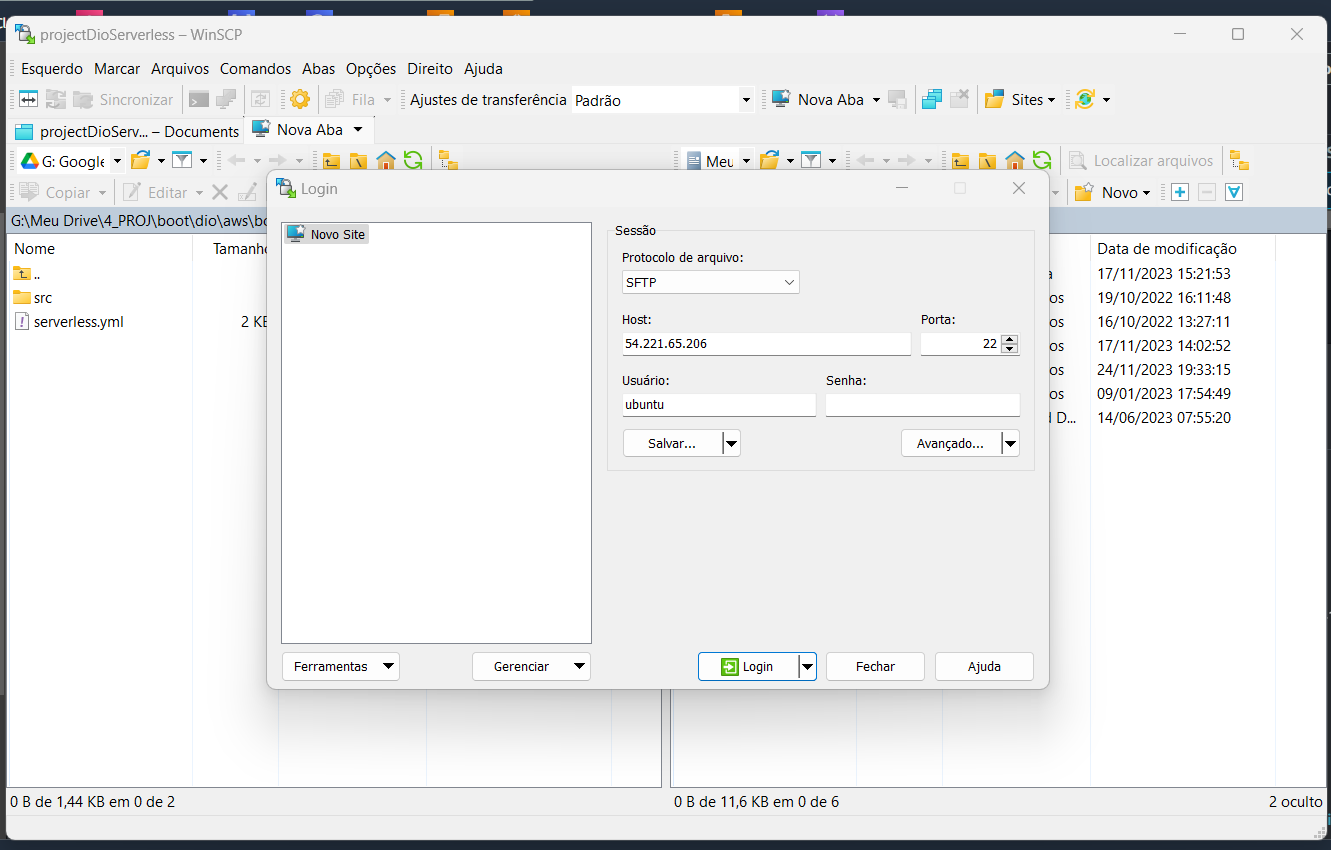 projectDioServerless – WinSCP
Esquerdo Marcar Arquivos Comandos Abas Opções Direito Ajuda
Sincronizar Fila Ajustes de transferência Padrão Nova Aba Sites
projectDioServ... – Documents Nova Aba
G: Google Meu Localizar arquivos
Copiar Editar Novo
G:\Meu Drive\4_PROJ\boot\dio\aws\bo
Nome Tamanho
..
src
serverless.yml 2 KB
Login
Novo Site
Sessão
Protocolo de arquivo:
SFTP
Host: Porta:
54.221.65.206 22
Usuário: Senha:
ubuntu
Salvar... Avançado...
Ferramentas Gerenciar Login Fechar Ajuda
Data de modificação
17/11/2023 15:21:53
os 19/10/2022 16:11:48
os 16/10/2022 13:27:11
os 17/11/2023 14:02:52
os 24/11/2023 19:33:15
os 09/01/2023 17:54:49
D... 14/06/2023 07:55:20
0 B de 1,44 KB em 0 de 2 0 B de 11,6 KB em 0 de 6 2 oculto